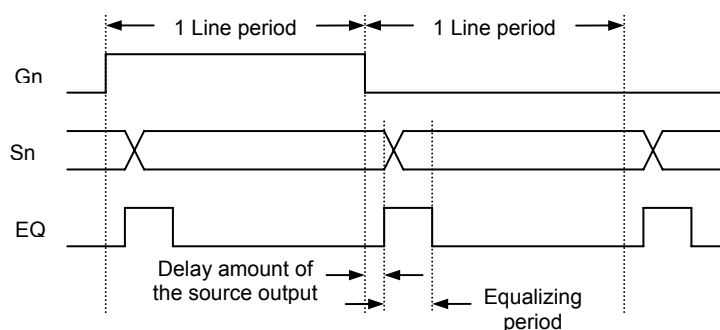 1 Line period
1 Line period
Gn
Sn
EQ
Delay amount of
the source output
Equalizing
period